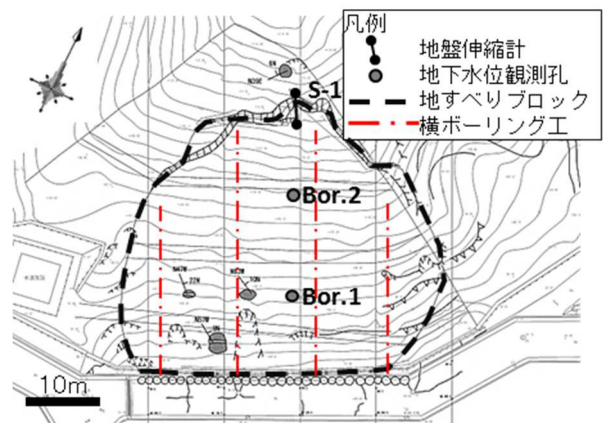 凡例
地盤伸縮計
地下水位観測孔
地すべりブロック
横ボーリング工
S-1
Bor.2
Bor.1
10m